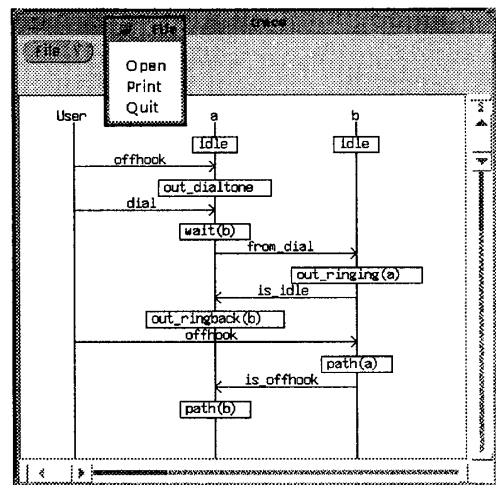 File
trace
File
Open
Print
Quit
User a b
idle idle
offhook
out_dialtone
dial
wait(b)
from_dial
out_ringing(a)
is_idle
out_ringback(b)
offhook
path(a)
is_offhook
path(b)